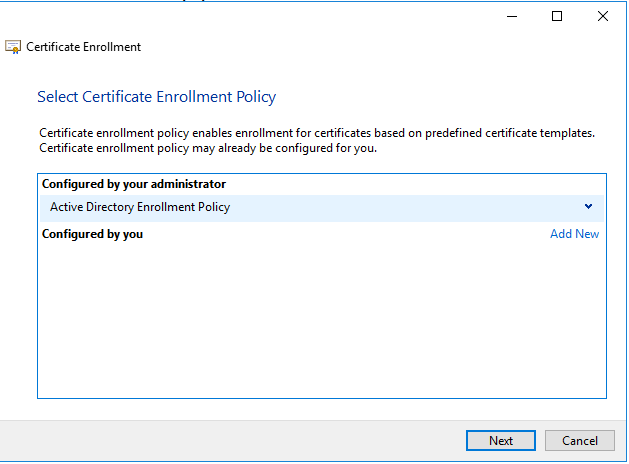 Certificate Enrollment
Select Certificate Enrollment Policy
Certificate enrollment policy enables enrollment for certificates based on predefined certificate templates.
Certificate enrollment policy may already be configured for you.
Configured by your administrator
Active Directory Enrollment Policy
Configured by you Add New
Next Cancel